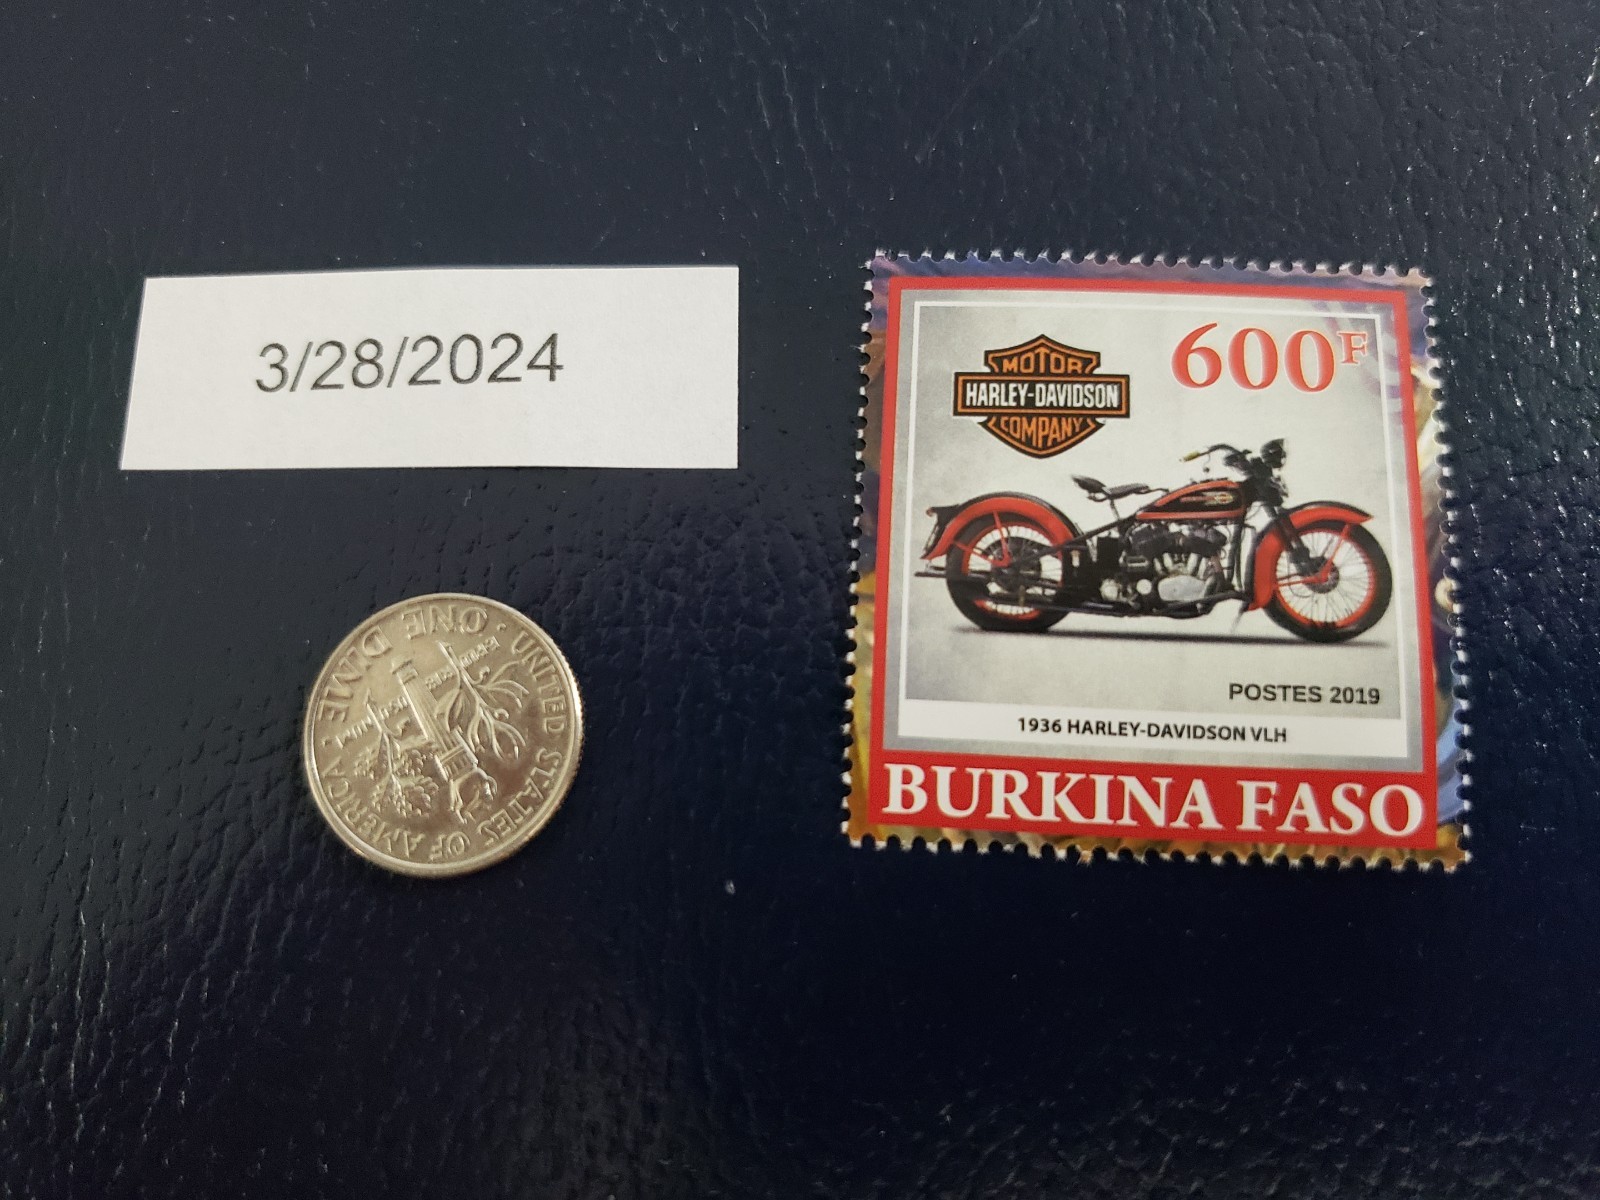 3/28/2024
600F
MOTOR
HARLEY-DAVIDSON
COMPANY
POSTES 2019
1936 HARLEY-DAVIDSON VLH
BURKINA FASO
UNITED STATES OF AMERICA
ONE DIME